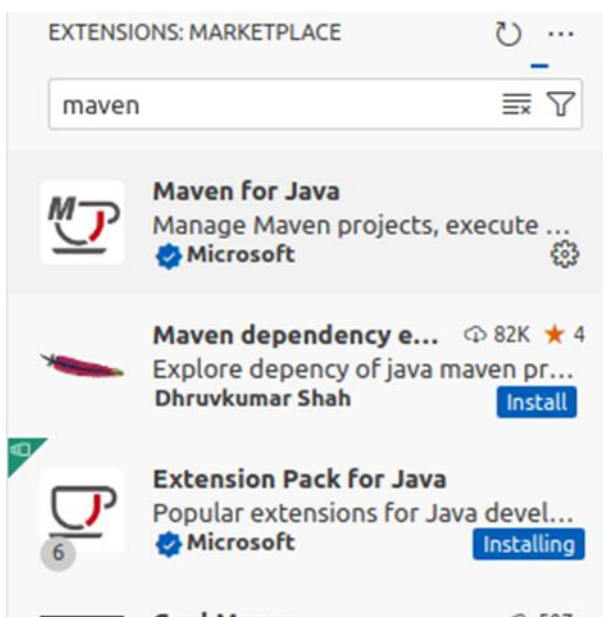 EXTENSIONS: MARKETPLACE
maven
Maven for Java
Manage Maven projects, execute ...
Microsoft
Maven dependency e... 82K ★ 4
Explore depency of java maven pr...
Dhruvkumar Shah Install
Extension Pack for Java
Popular extensions for Java devel...
6 Microsoft Installing